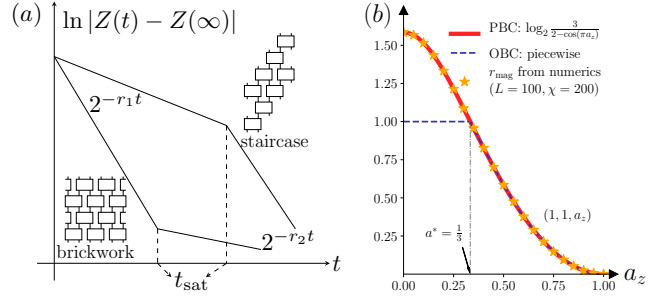 (a)
ln |Z(t) − Z(∞)|
2^{-r_1 t}
staircase
brickwork
2^{-r_2 t}
t_sat
t
(b)
PBC: log_2 3/(2−cos(πa_z))
OBC: piecewise
r_mag from numerics
(L = 100, χ = 200)
1.50
1.25
1.00
0.75
0.50
0.25
(1, 1, a_z)
a* = 1/3
0.00 0.25 0.50 0.75 1.00
a_z